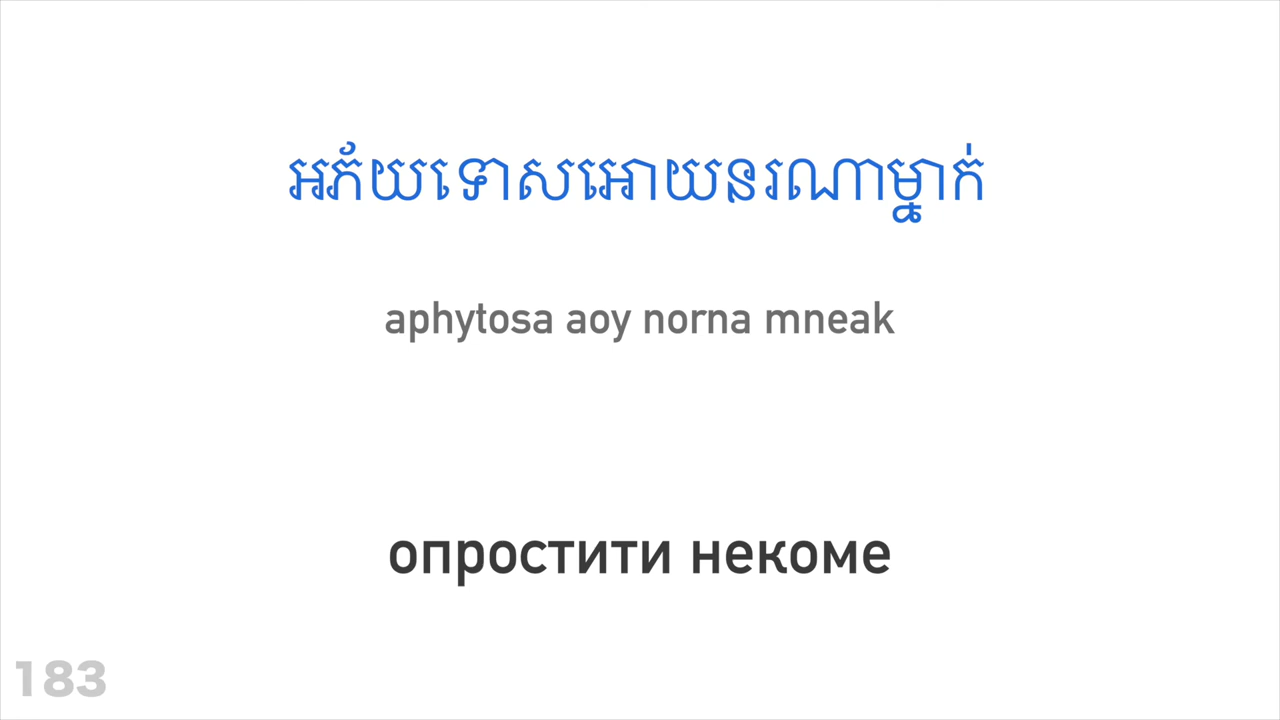 អភ័យទោសអោយនរណាម្នាក់
aphytosa aoy norna mneak
опростити некоме
183